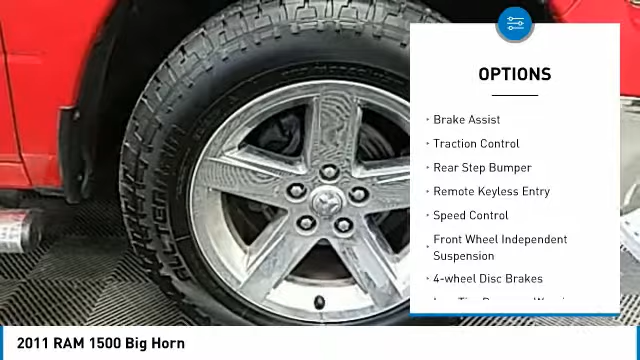 OPTIONS
Brake Assist
Traction Control
Rear Step Bumper
Remote Keyless Entry
Speed Control
Front Wheel Independent
Suspension
4-wheel Disc Brakes
2011 RAM 1500 Big Horn